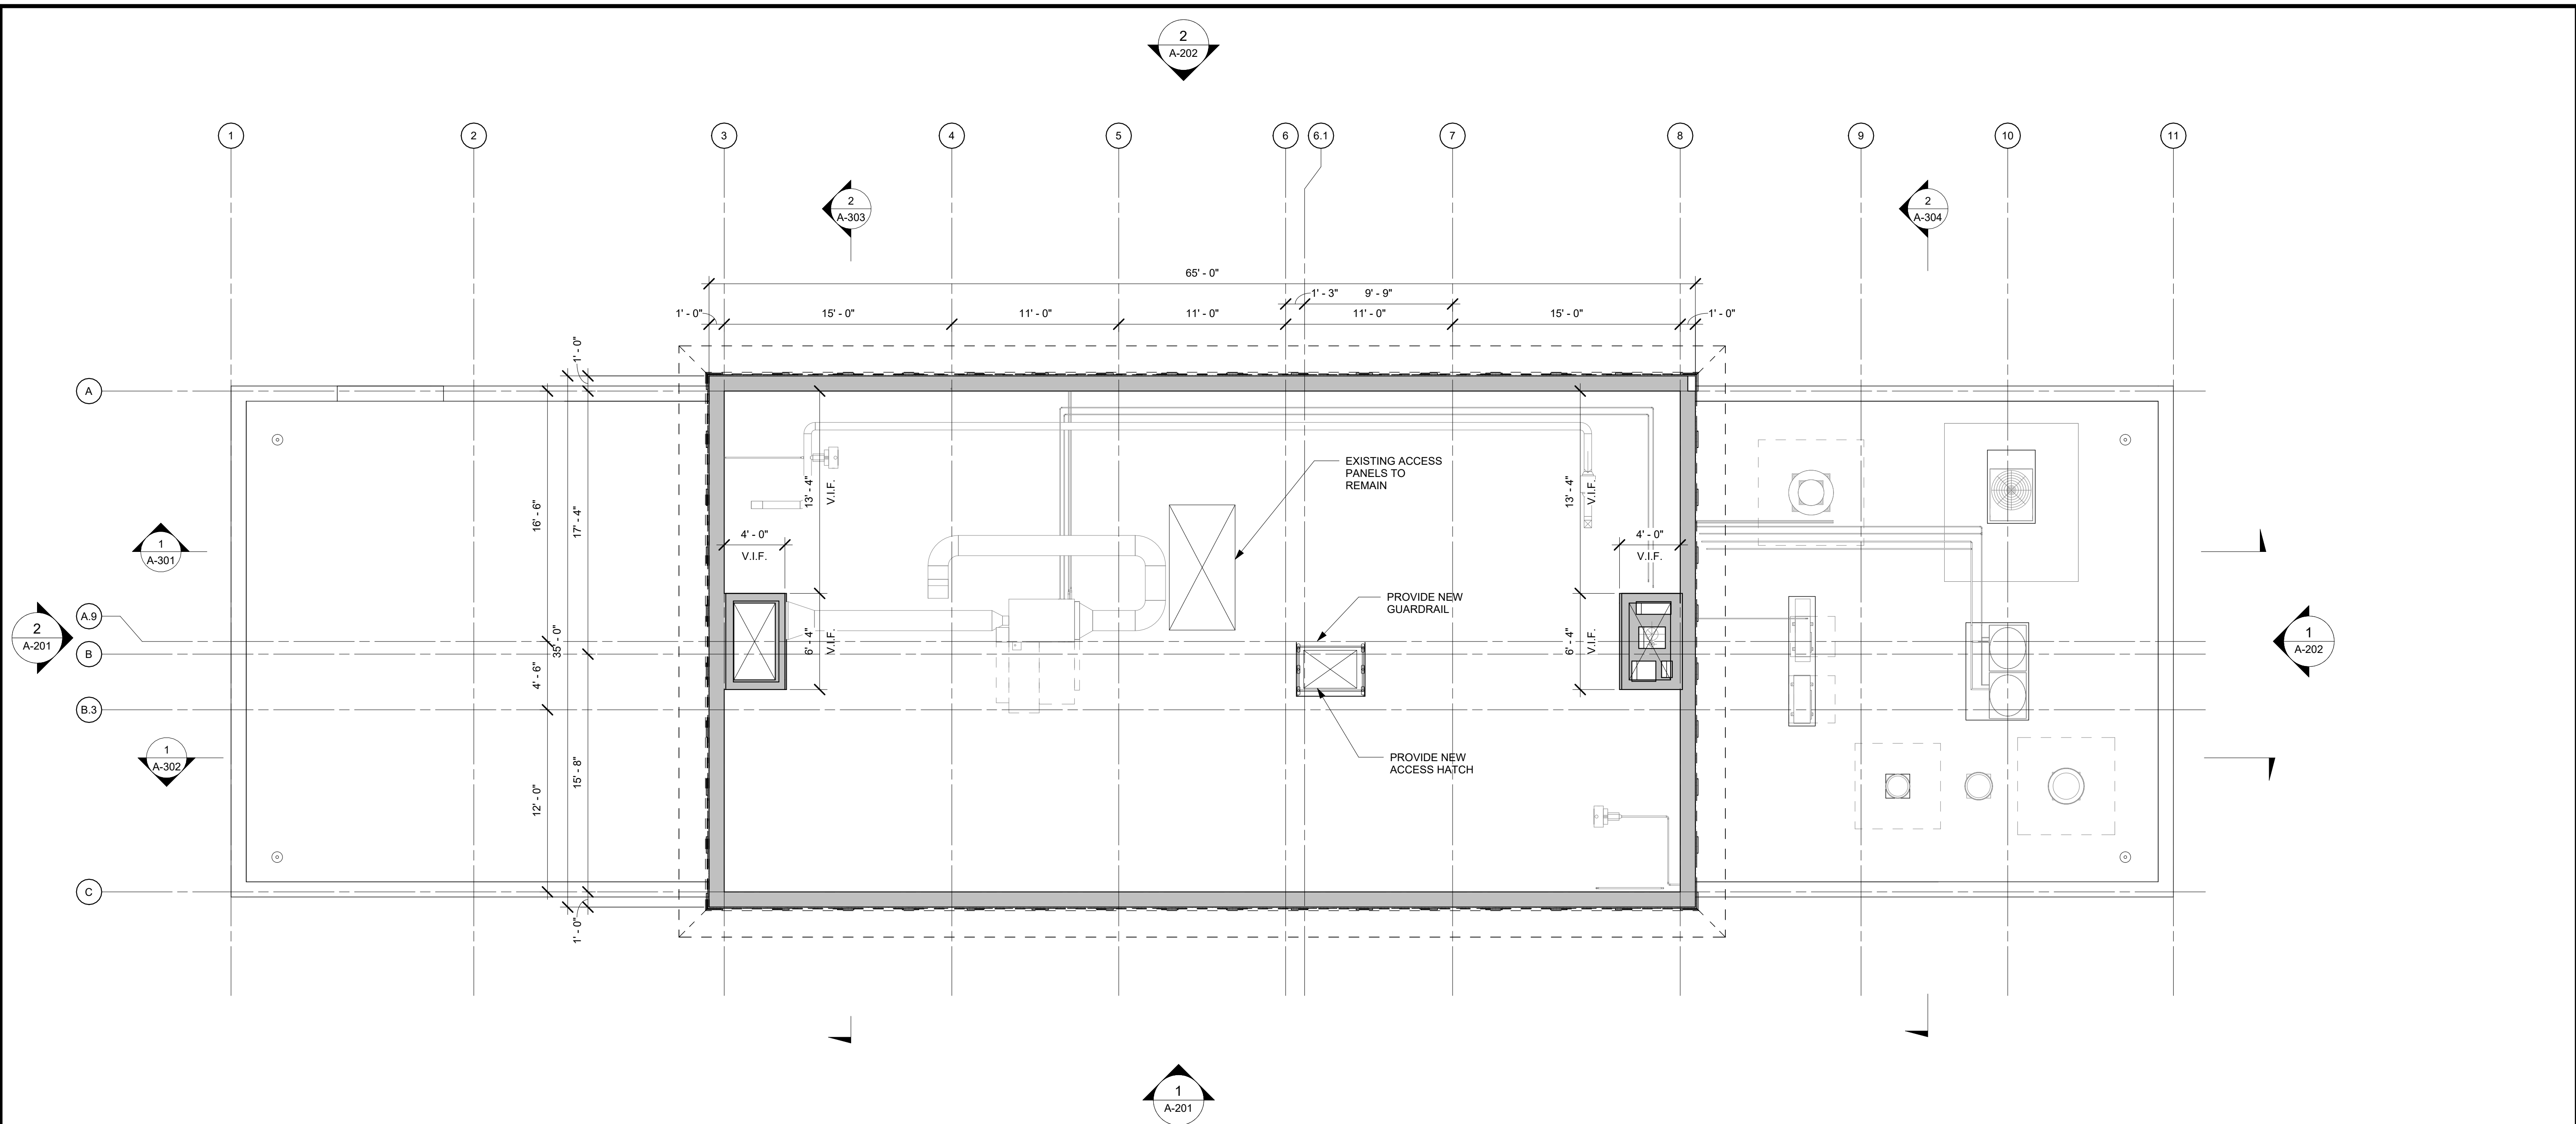 2
A-202
1
2
3
4
5
6
6.1
7
8
9
10
11
2
A-303
2
A-304
65' - 0"
1' - 3"
9' - 9"
1' - 0"
15' - 0"
11' - 0"
11' - 0"
11' - 0"
15' - 0"
1' - 0"
1' - 0"
A
EXISTING ACCESS
PANELS TO
REMAIN
13' - 4"
V.I.F.
13' - 4"
V.I.F.
16' - 6"
17' - 4"
4' - 0"
V.I.F.
4' - 0"
V.I.F.
1
A-301
PROVIDE NEW
GUARDRAIL
A.9
2
A-201
B
35' - 0"
6' - 4"
V.I.F.
6' - 4"
V.I.F.
1
A-202
4' - 6"
B.3
1
A-302
15' - 8"
12' - 0"
PROVIDE NEW
ACCESS HATCH
C
1' - 0"
1
A-201